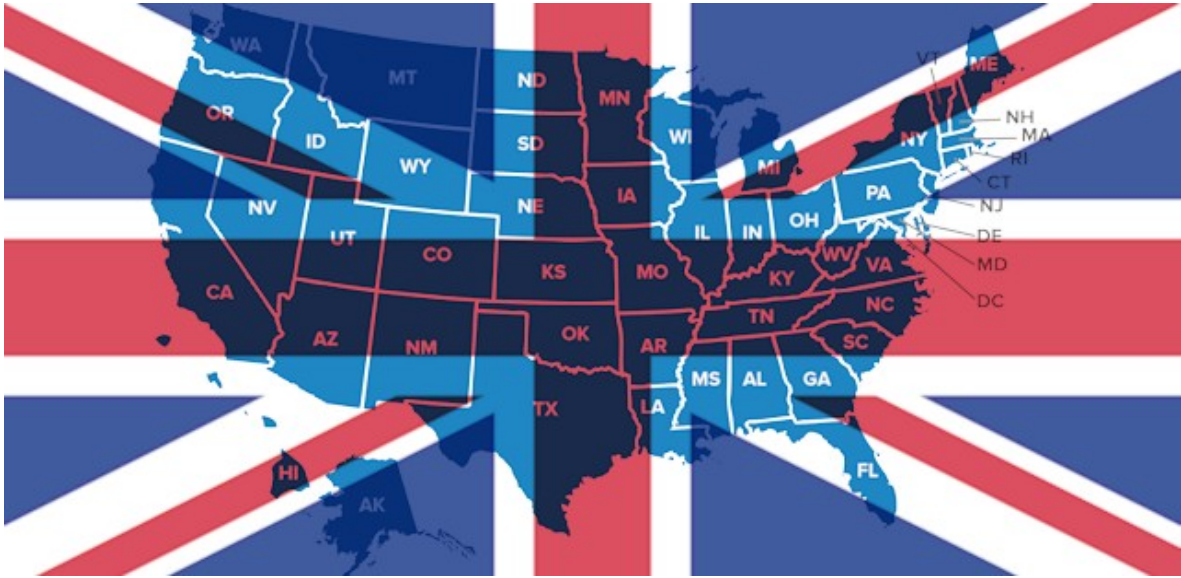 WA
MT
ND
MN
VT
ME
OR
ID
WY
SD
WI
MI
NY
NH
MA
RI
CT
NJ
DE
MD
DC
NV
UT
CO
NE
IA
IL
IN
OH
PA
CA
AZ
NM
KS
OK
MO
AR
KY
WV
VA
TN
NC
SC
TX
LA
MS
AL
GA
FL
HI
AK